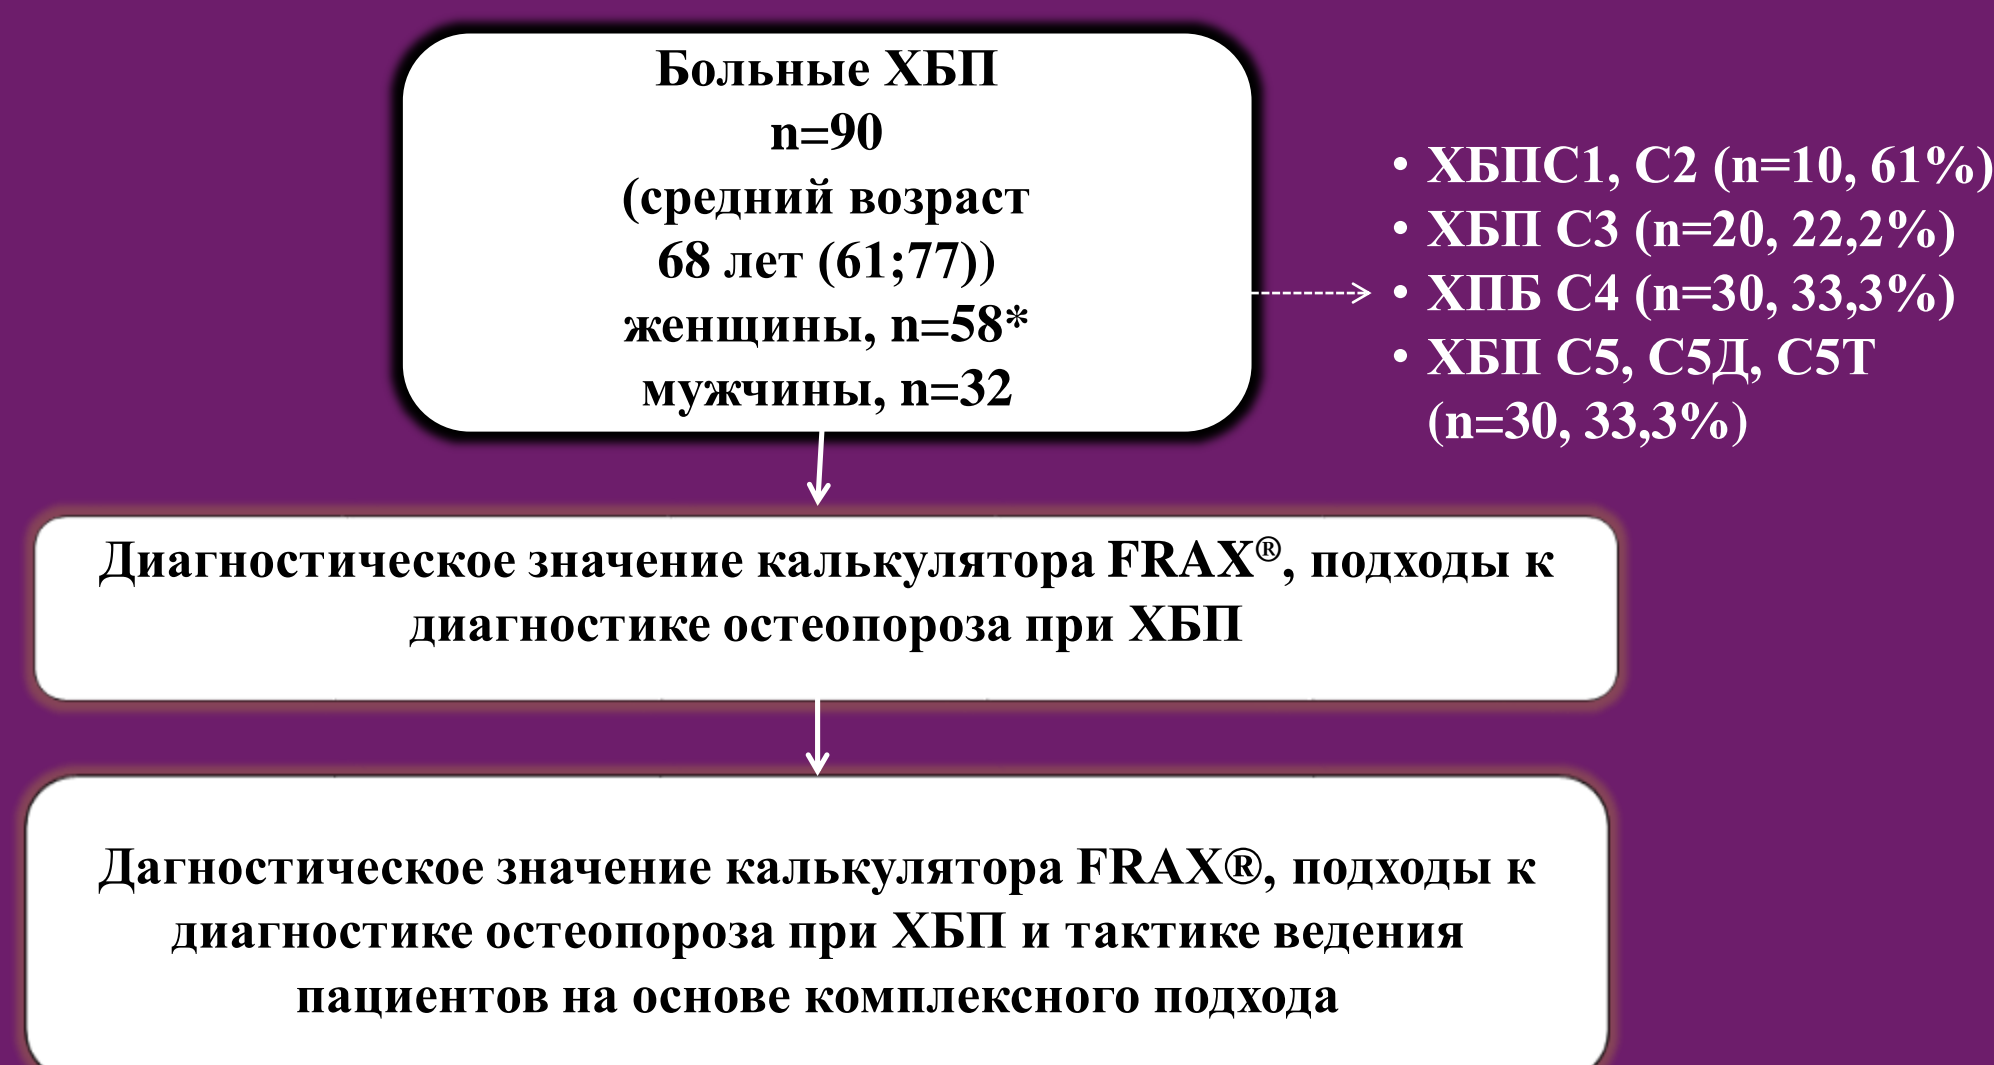 Больные ХБП
n=90
(средний возраст
68 лет (61;77))
женщины, n=58*
мужчины, n=32
• ХБПС1, С2 (n=10, 61%)
• ХБП С3 (n=20, 22,2%)
• ХПБ С4 (n=30, 33,3%)
• ХБП С5, С5Д, С5Т
(n=30, 33,3%)
Диагностическое значение калькулятора FRAX®, подходы к
диагностике остеопороза при ХБП
Дагностическое значение калькулятора FRAX®, подходы к
диагностике остеопороза при ХБП и тактике ведения
пациентов на основе комплексного подхода